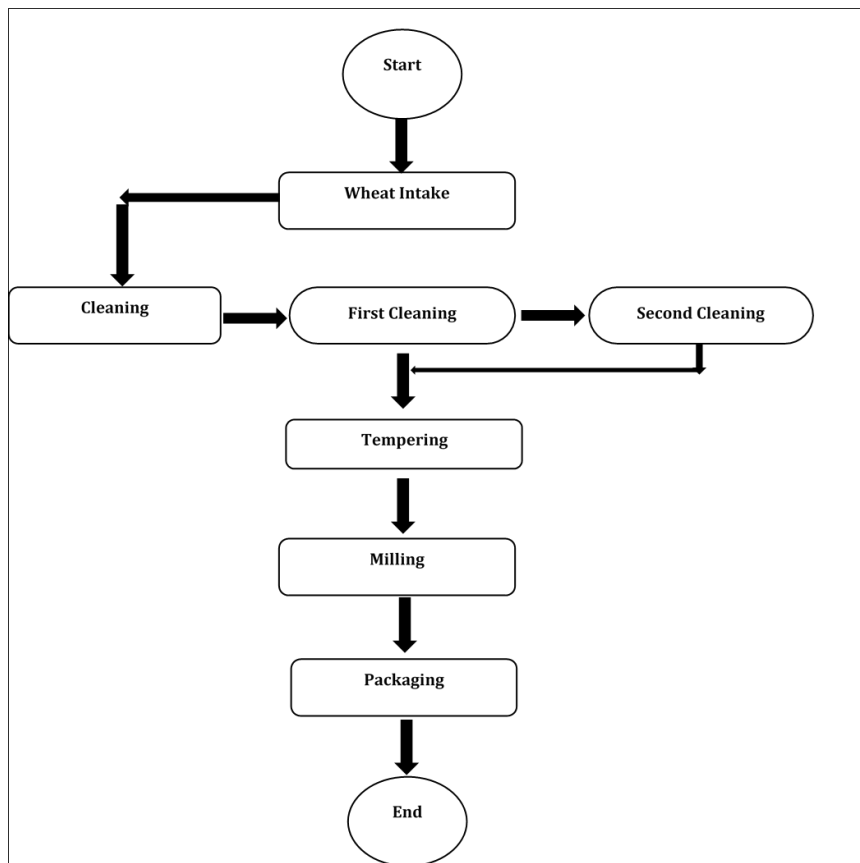 Start
Wheat Intake
Cleaning
First Cleaning
Second Cleaning
Tempering
Milling
Packaging
End